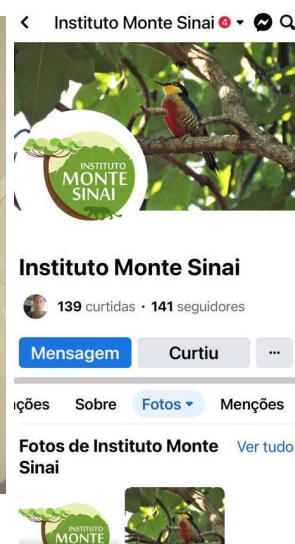 Instituto Monte Sinai 4
INSTITUTO
MONTE
SINAI
Instituto Monte Sinai
139 curtidas · 141 seguidores
Mensagem Curtiu ...
ções Sobre Fotos Menções
Fotos de Instituto Monte Sinai Ver tudo
INSTITUTO
MONTE